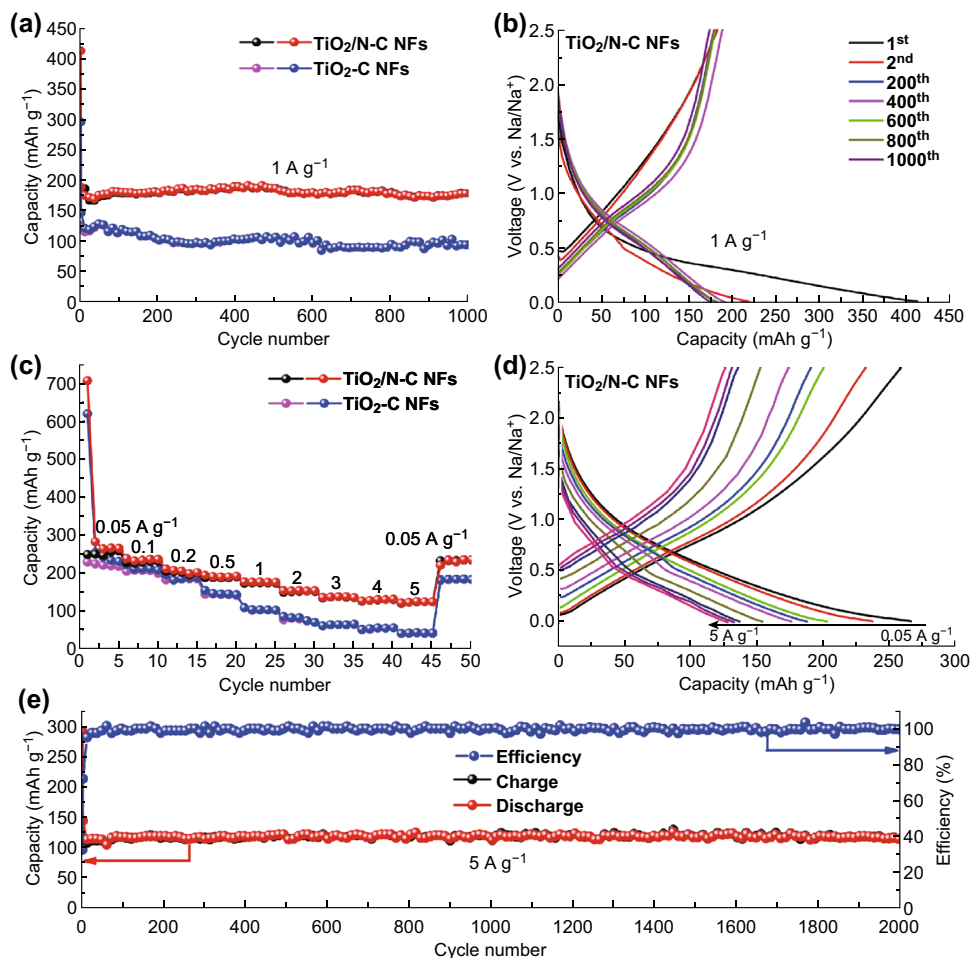 (a)
450
400
350
300
250
200
150
100
50
0
Capacity (mAh g⁻¹)
TiO₂/N-C NFs
TiO₂-C NFs
1 A g⁻¹
0 200 400 600 800 1000
Cycle number
(b)
2.5
2.0
1.5
1.0
0.5
0.0
Voltage (V vs. Na/Na⁺)
TiO₂/N-C NFs
1ˢᵗ
2ⁿᵈ
200ᵗʰ
400ᵗʰ
600ᵗʰ
800ᵗʰ
1000ᵗʰ
1 A g⁻¹
0 50 100 150 200 250 300 350 400 450
Capacity (mAh g⁻¹)
(c)
700
600
500
400
300
200
100
0
Capacity (mAh g⁻¹)
TiO₂/N-C NFs
TiO₂-C NFs
0.05 A g⁻¹
0.1
0.2
0.5
1
2
3
4
5
0.05 A g⁻¹
0 5 10 15 20 25 30 35 40 45 50
Cycle number
(d)
2.5
2.0
1.5
1.0
0.5
0.0
Voltage (V vs. Na/Na⁺)
TiO₂/N-C NFs
5 A g⁻¹
0.05 A g⁻¹
0 50 100 150 200 250 300
Capacity (mAh g⁻¹)
(e)
300
250
200
150
100
50
0
Capacity (mAh g⁻¹)
Efficiency
Charge
Discharge
5 A g⁻¹
100
80
60
40
20
0
Efficiency (%)
0 200 400 600 800 1000 1200 1400 1600 1800 2000
Cycle number